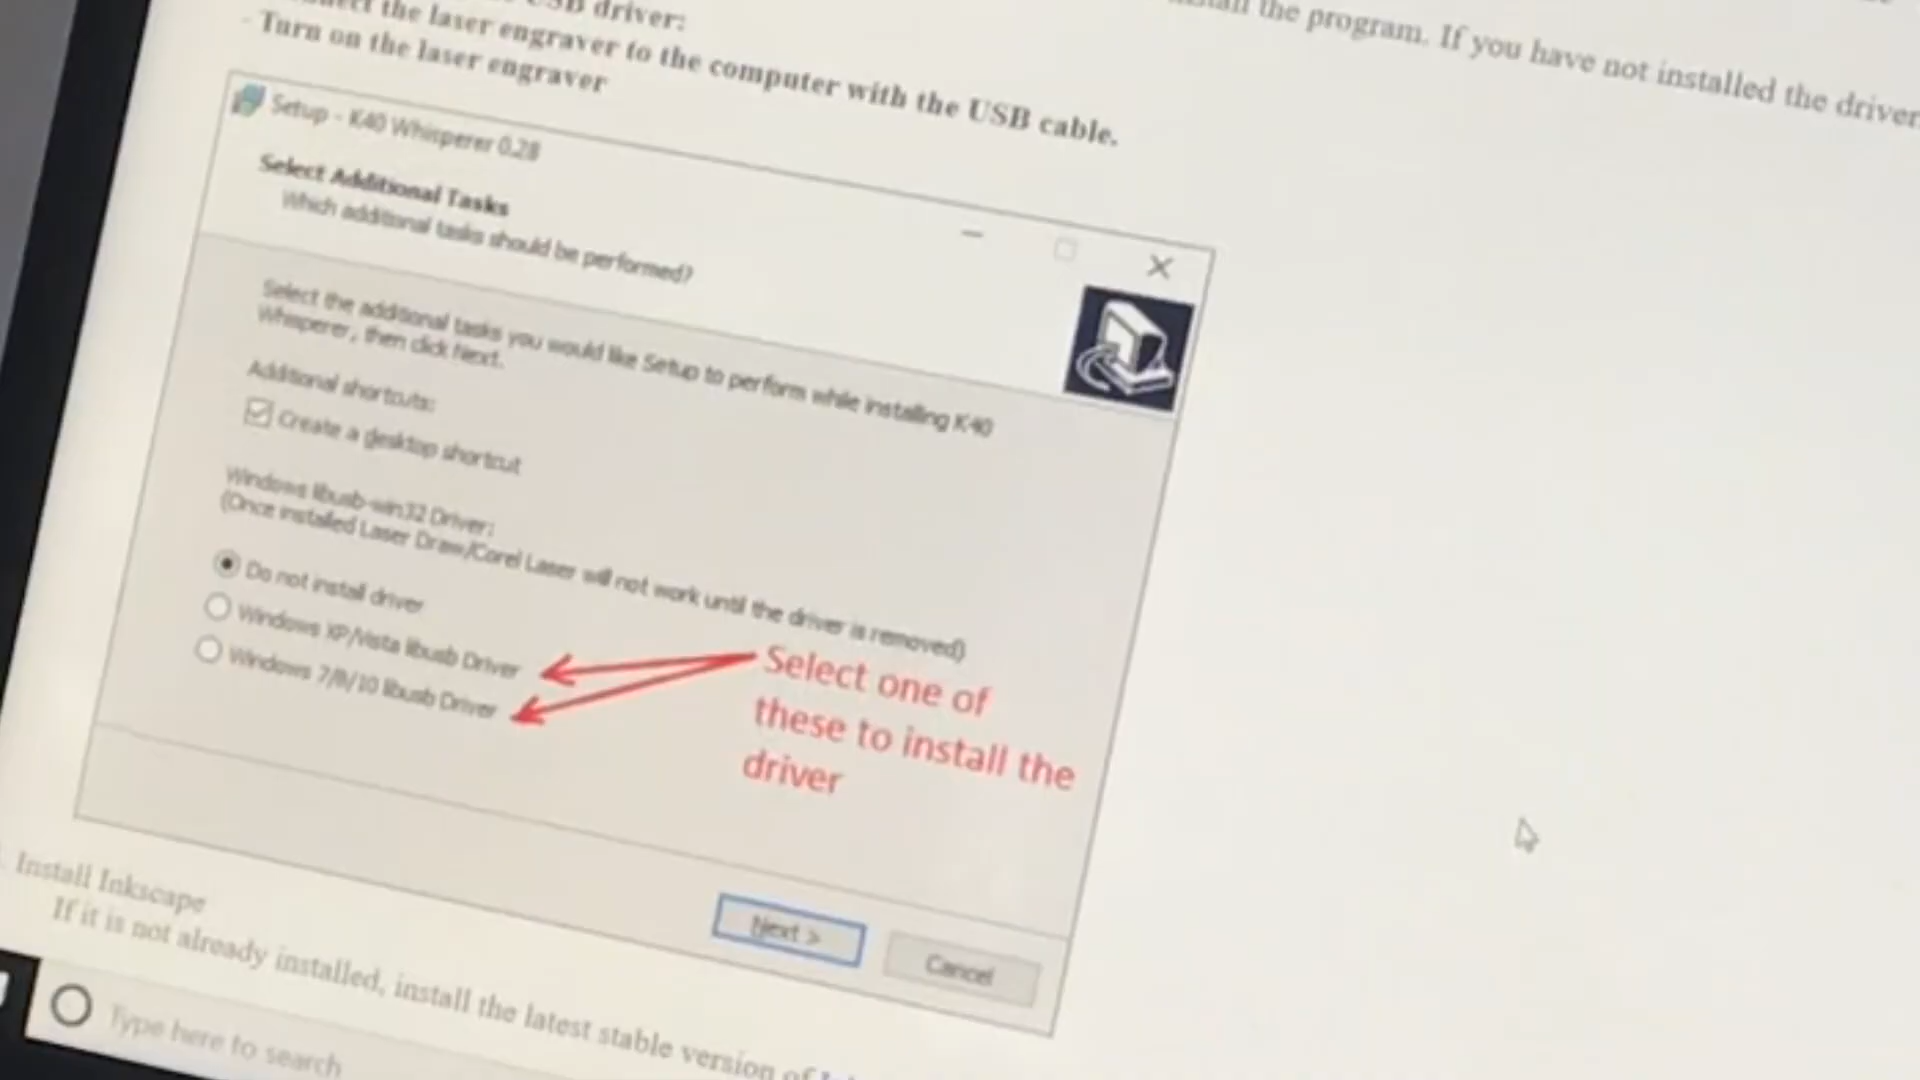 USB driver:
the laser engraver to the computer with the USB cable.
- Turn on the laser engraver
the program. If you have not installed the driver
Setup - K40 Whisperer 0.28
Select Additional Tasks
Which additional tasks should be performed?
Select the additional tasks you would like Setup to perform while installing K40
Whisperer, then click Next.
Additional shortcuts:
Create a desktop shortcut
Windows libusb-win32 Driver:
(Once installed Laser Draw/Corel Laser will not work until the driver is removed)
Do not install driver
Windows XP/Vista libusb Driver
Windows 7/8/10 libusb Driver
Select one of
these to install the
driver
Next >
Cancel
Install Inkscape
If it is not already installed, install the latest stable version of
Type here to search